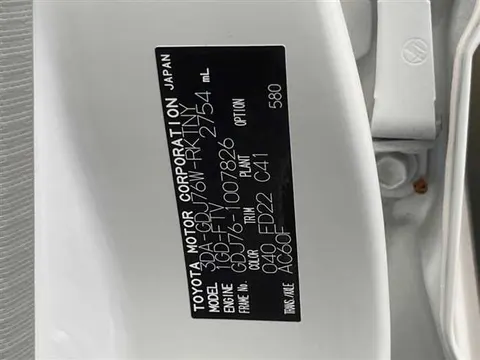 TOYOTA MOTOR CORPORATION JAPAN
MODEL 3DA-GDJ76W-RKTNY
ENGINE 1GD-FTV 2754 mL
FRAME No. GDJ76-1007826
COLOR TRIM PLANT OPTION
040 FD22 C41 580
TRANS./AXLE AC60F